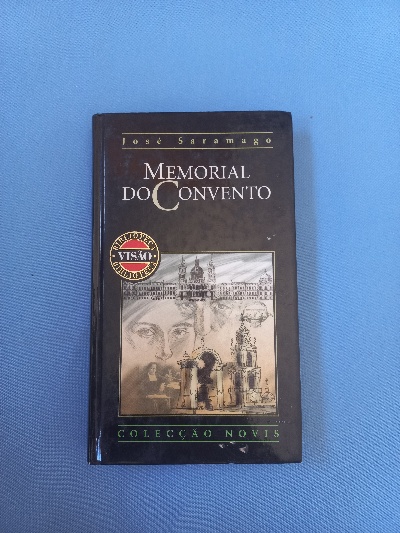 José Saramago
MEMORIAL
DO CONVENTO
BIBLIOTECA
VISÃO
BIBLIOTECA
COLECÇÃO NOVIS